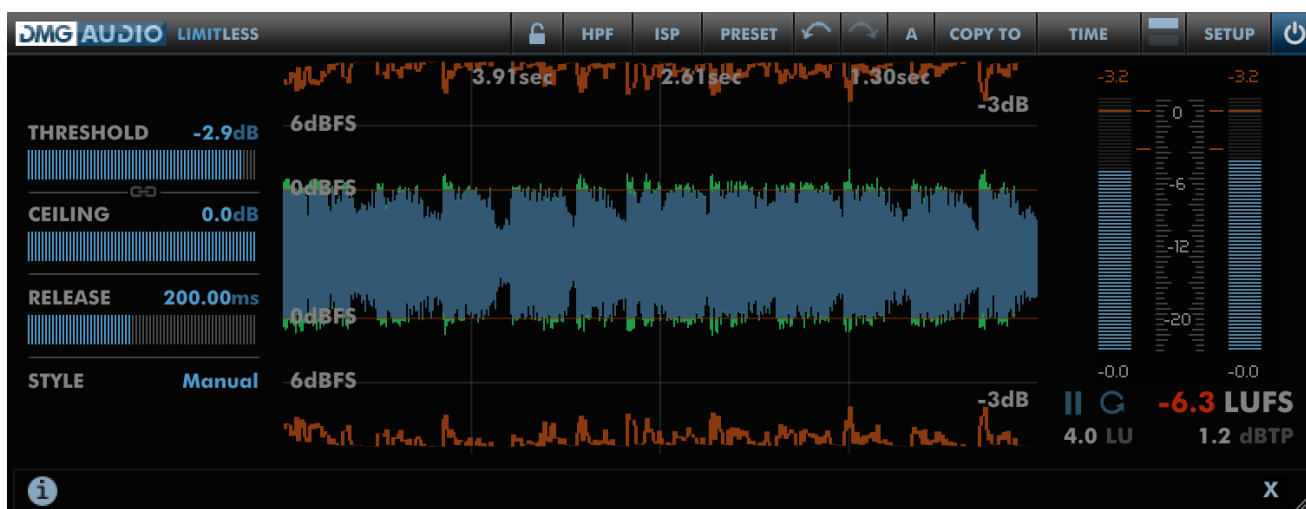 DMG AUDIO LIMITLESS HPF ISP PRESET A COPY TO TIME SETUP
THRESHOLD -2.9dB
CEILING 0.0dB
RELEASE 200.00ms
STYLE Manual
3.91sec 2.61sec 1.30sec
-3dB
6dBFS
0dBFS
0dBFS
6dBFS
-3dB
-3.2 -3.2
0
-6
-12
-20
-0.0 -0.0
-6.3 LUFS
4.0 LU 1.2 dBTP
i X